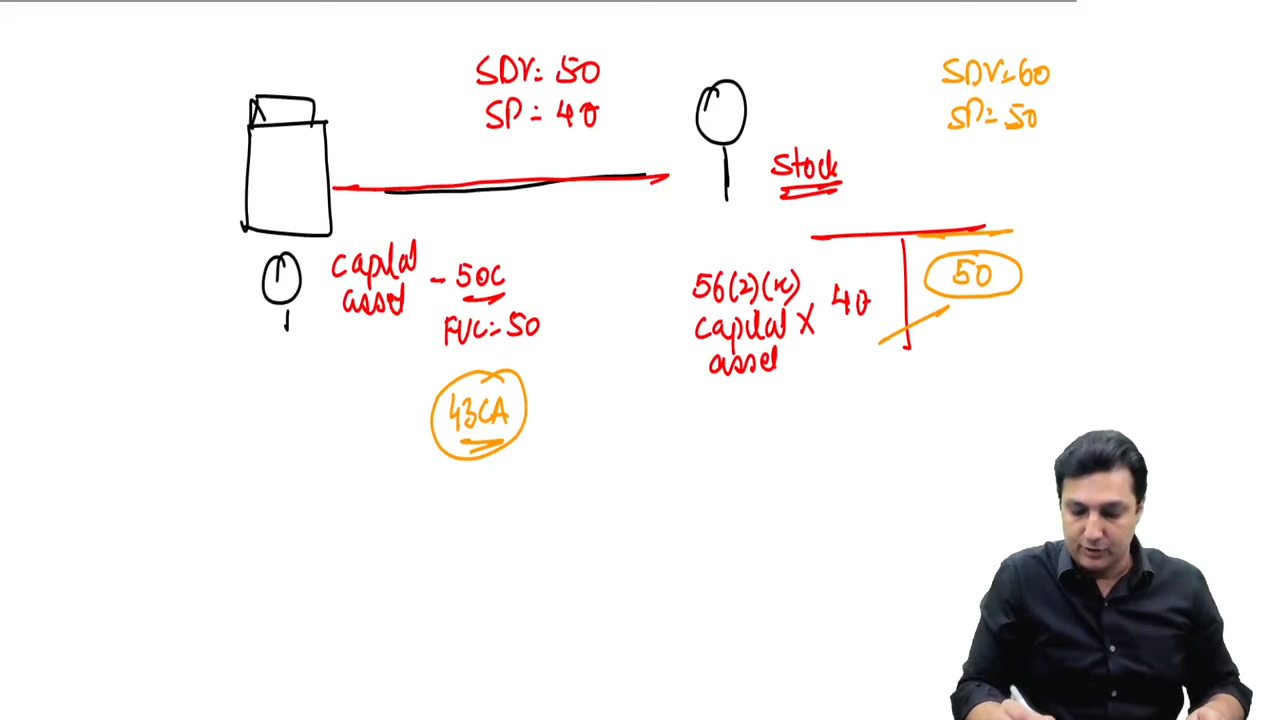 SDV= 50
SP = 40
SDV=60
SP= 50
Stock
Capital asset - 50C
FVC=50
56(2)(x)
capital X
asset
40
50
43CA